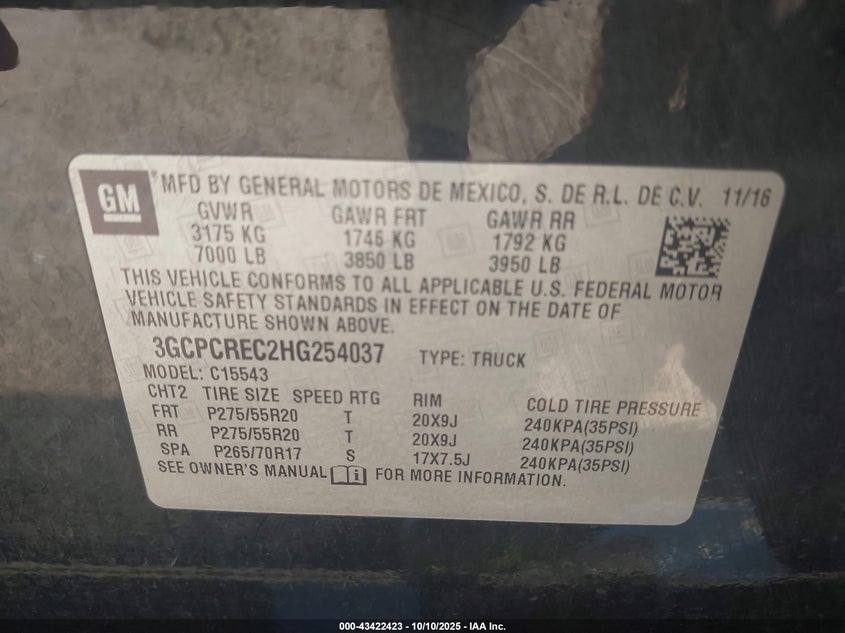 GM
®MFD BY GENERAL MOTORS DE MEXICO, S. DE R.L. DE C.V. 11/16
GVWR GAWR FRT GAWR RR
3175 KG 1746 KG 1792 KG
7000 LB 3850 LB 3950 LB
THIS VEHICLE CONFORMS TO ALL APPLICABLE U.S. FEDERAL MOTOR
VEHICLE SAFETY STANDARDS IN EFFECT ON THE DATE OF
MANUFACTURE SHOWN ABOVE.
3GCPCREC2HG254037 TYPE: TRUCK
MODEL: C15543
CHT2 TIRE SIZE SPEED RTG RIM COLD TIRE PRESSURE
FRT P275/55R20 T 20X9J 240KPA(35PSI)
RR P275/55R20 T 20X9J 240KPA(35PSI)
SPA P265/70R17 S 17X7.5J 240KPA(35PSI)
SEE OWNER'S MANUAL FOR MORE INFORMATION.
000-43422423 - 10/10/2025 - IAA Inc.